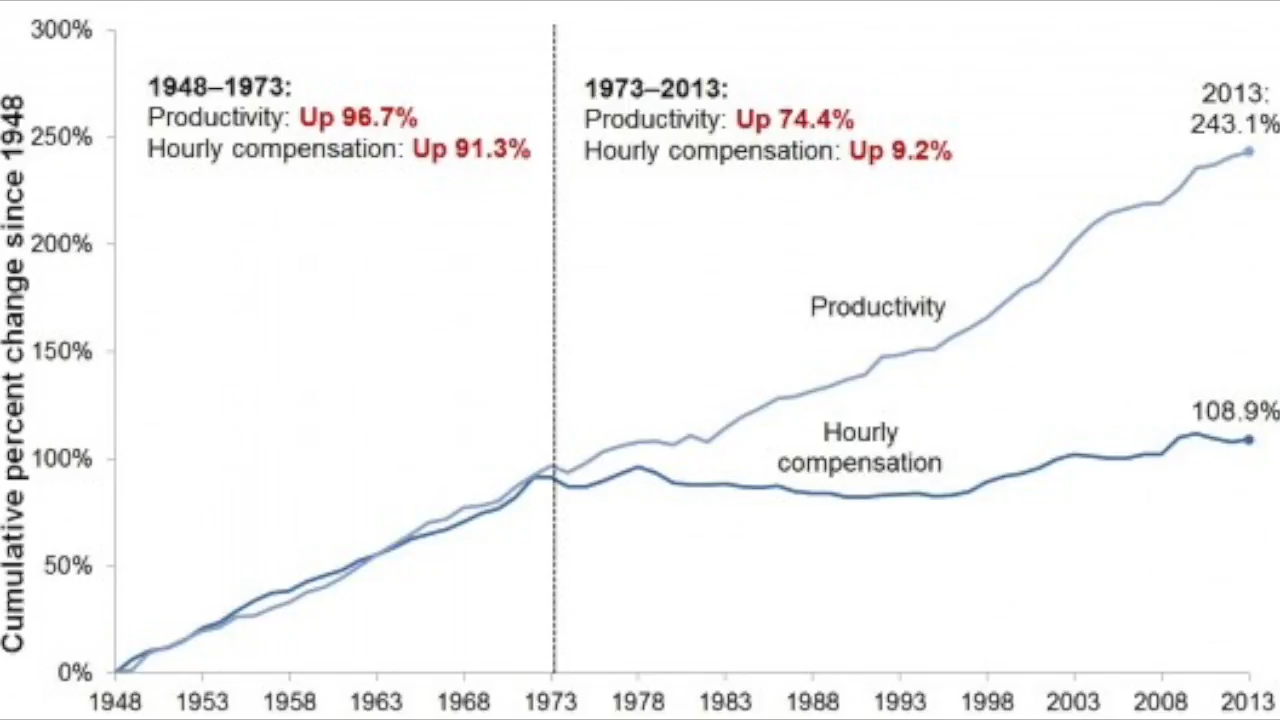 300%
250%
200%
150%
100%
50%
0%
Cumulative percent change since 1948
1948–1973:
Productivity: Up 96.7%
Hourly compensation: Up 91.3%
1973–2013:
Productivity: Up 74.4%
Hourly compensation: Up 9.2%
2013:
243.1%
Productivity
108.9%
Hourly
compensation
1948 1953 1958 1963 1968 1973 1978 1983 1988 1993 1998 2003 2008 2013